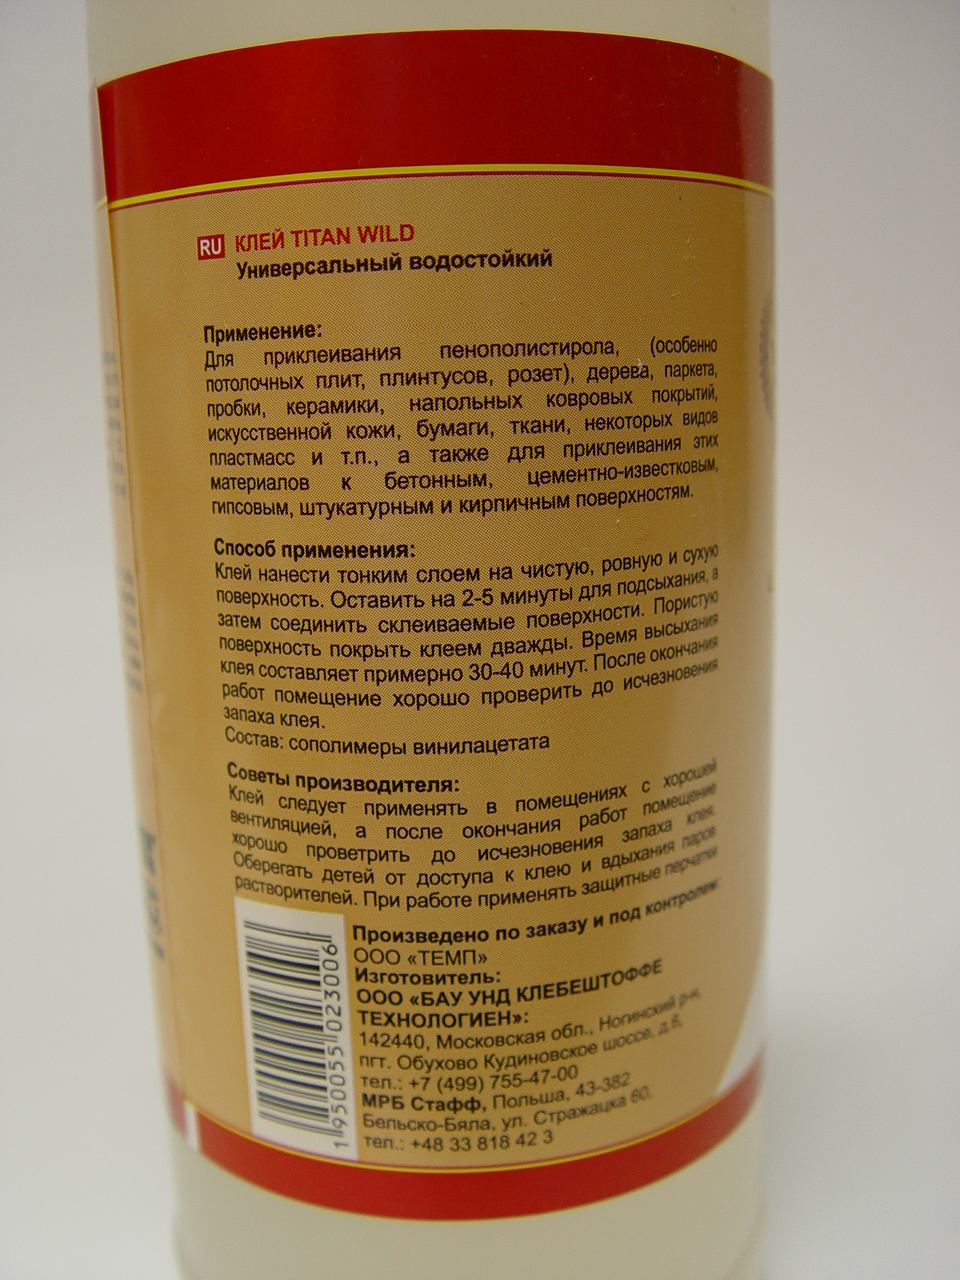 RU КЛЕЙ TITAN WILD
Универсальный водостойкий
Применение:
Для приклеивания пенополистирола, (особенно
потолочных плит, плинтусов, розет), дерева, паркета,
пробки, керамики, напольных ковровых покрытий,
искусственной кожи, бумаги, ткани, некоторых видов
пластмасс и т.п., а также для приклеивания этих
материалов к бетонным, цементно-известковым,
гипсовым, штукатурным и кирпичным поверхностям.
Способ применения:
Клей нанести тонким слоем на чистую, ровную и сухую
поверхность. Оставить на 2-5 минуты для подсыхания, а
затем соединить склеиваемые поверхности. Пористую
поверхность покрыть клеем дважды. Время высыхания
клея составляет примерно 30-40 минут. После окончания
работ помещение хорошо проверить до исчезновения
запаха клея.
Состав: сополимеры винилацетата
Советы производителя:
Клей следует применять в помещениях с хорошей
вентиляцией, а после окончания работ помещение
хорошо проветрить до исчезновения запаха клея.
Оберегать детей от доступа к клею и вдыхания паров
растворителей. При работе применять защитные перчатки
Произведено по заказу и под контролем:
ООО «ТЕМП»
Изготовитель:
ООО «БАУ УНД КЛЕБЕШТОФФЕ
ТЕХНОЛОГИЕН»:
142440, Московская обл., Ногинский р-н,
пгт. Обухово Кудиновское шоссе, д.6,
тел.: +7 (499) 755-47-00
МРБ Стафф, Польша, 43-382
Бельско-Бяла, ул. Стражацка 60,
тел.: +48 33 818 42 3
1950055023006